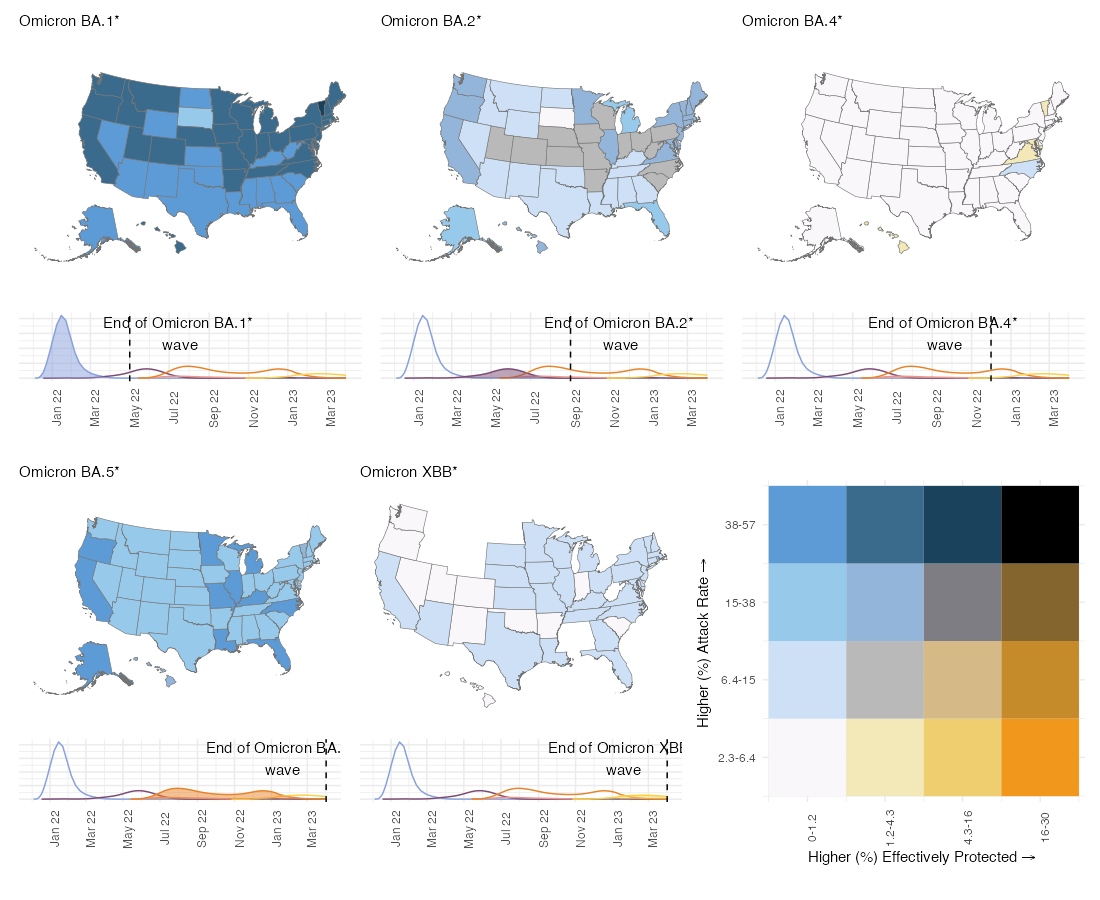 Omicron BA.1*
Omicron BA.2*
Omicron BA.4*
End of Omicron BA.1*
wave
End of Omicron BA.2*
wave
End of Omicron BA.4*
wave
Jan 22
Mar 22
May 22
Jul 22
Sep 22
Nov 22
Jan 23
Mar 23
Jan 22
Mar 22
May 22
Jul 22
Sep 22
Nov 22
Jan 23
Mar 23
Jan 22
Mar 22
May 22
Jul 22
Sep 22
Nov 22
Jan 23
Mar 23
Omicron BA.5*
Omicron XBB*
End of Omicron BA.
wave
End of Omicron XBB
wave
Jan 22
Mar 22
May 22
Jul 22
Sep 22
Nov 22
Jan 23
Mar 23
Jan 22
Mar 22
May 22
Jul 22
Sep 22
Nov 22
Jan 23
Mar 23
Higher (%) Attack Rate →
38-57
15-38
6.4-15
2.3-6.4
0-1.2
1.2-4.3
4.3-16
16-30
Higher (%) Effectively Protected →